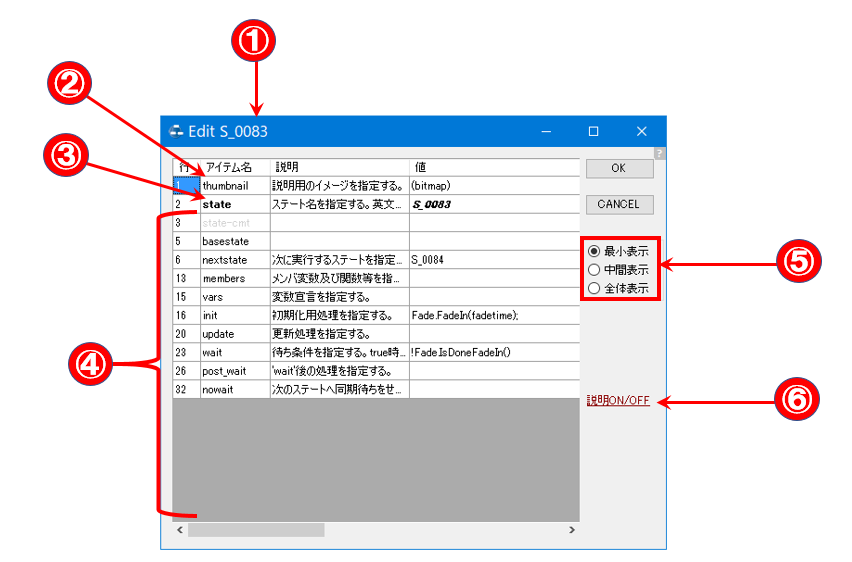 ①
②
③
Edit S_0083
?
行 アイテム名 説明 値
1 thumbnail 説明用のイメージを指定する。 (bitmap)
2 state ステート名を指定する。英文... S_0083
3 state-cmt
5 basestate
6 nextstate 次に実行するステートを指定... S_0084
13 members メンバ変数及び関数等を指...
15 vars 変数宣言を指定する。
16 init 初期化用処理を指定する。 Fade.FadeIn(fadetime);
20 update 更新処理を指定する。
23 wait 待ち条件を指定する。true時... !Fade.IsDoneFadeIn()
26 post_wait 'wait'後の処理を指定する。
32 nowait 次のステートへ同期待ちをせ...
④
OK
CANCEL
最小表示
中間表示
全体表示
⑤
説明ON/OFF
⑥